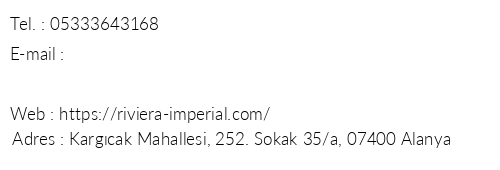 Tel. : 05333643168
E-mail :
Web : https://riviera-imperial.com/
Adres : Kargıcak Mahallesi, 252. Sokak 35/a, 07400 Alanya